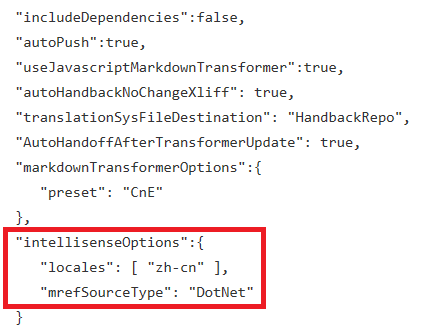 "includeDependencies":false,
"autoPush":true,
"useJavascriptMarkdownTransformer":true,
"autoHandbackNoChangeXliff": true,
"translationSysFileDestination": "HandbackRepo",
"AutoHandoffAfterTransformerUpdate": true,
"markdownTransformerOptions":{
"preset": "CnE"
},
"intellisenseOptions":{
"locales": [ "zh-cn" ],
"mrefSourceType": "DotNet"
}